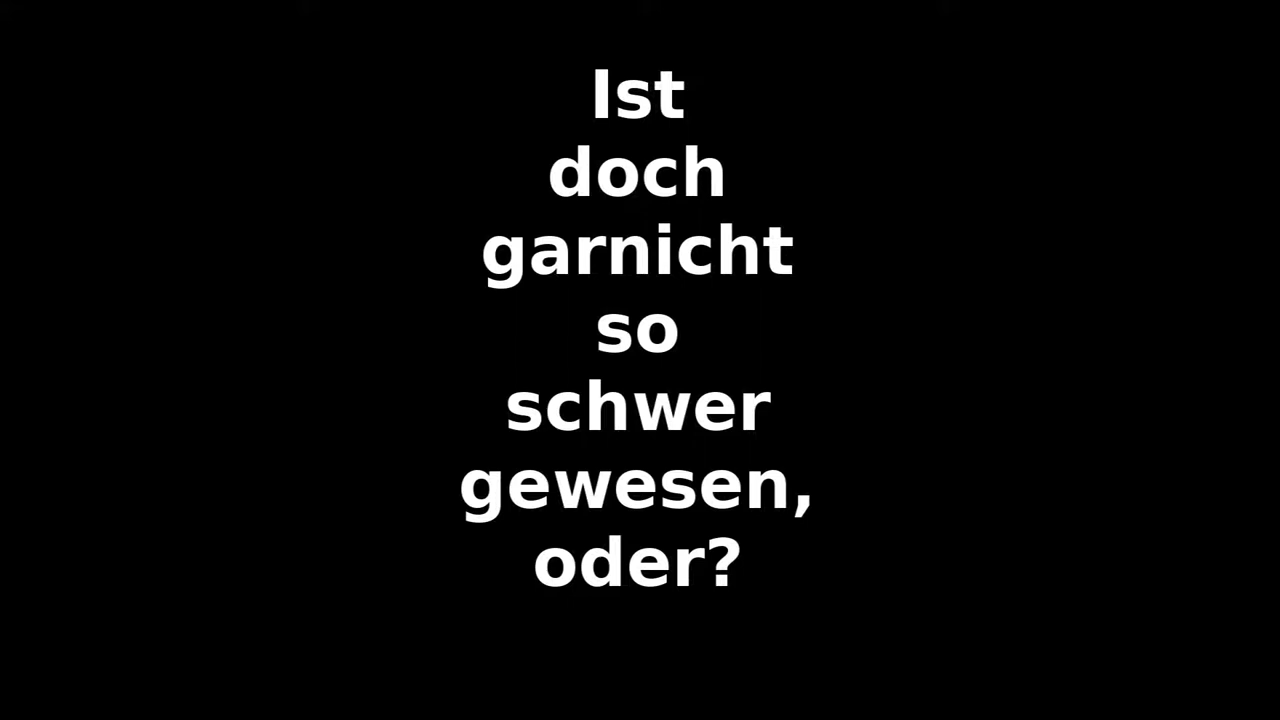 Ist
doch
garnicht
so
schwer
gewesen,
oder?